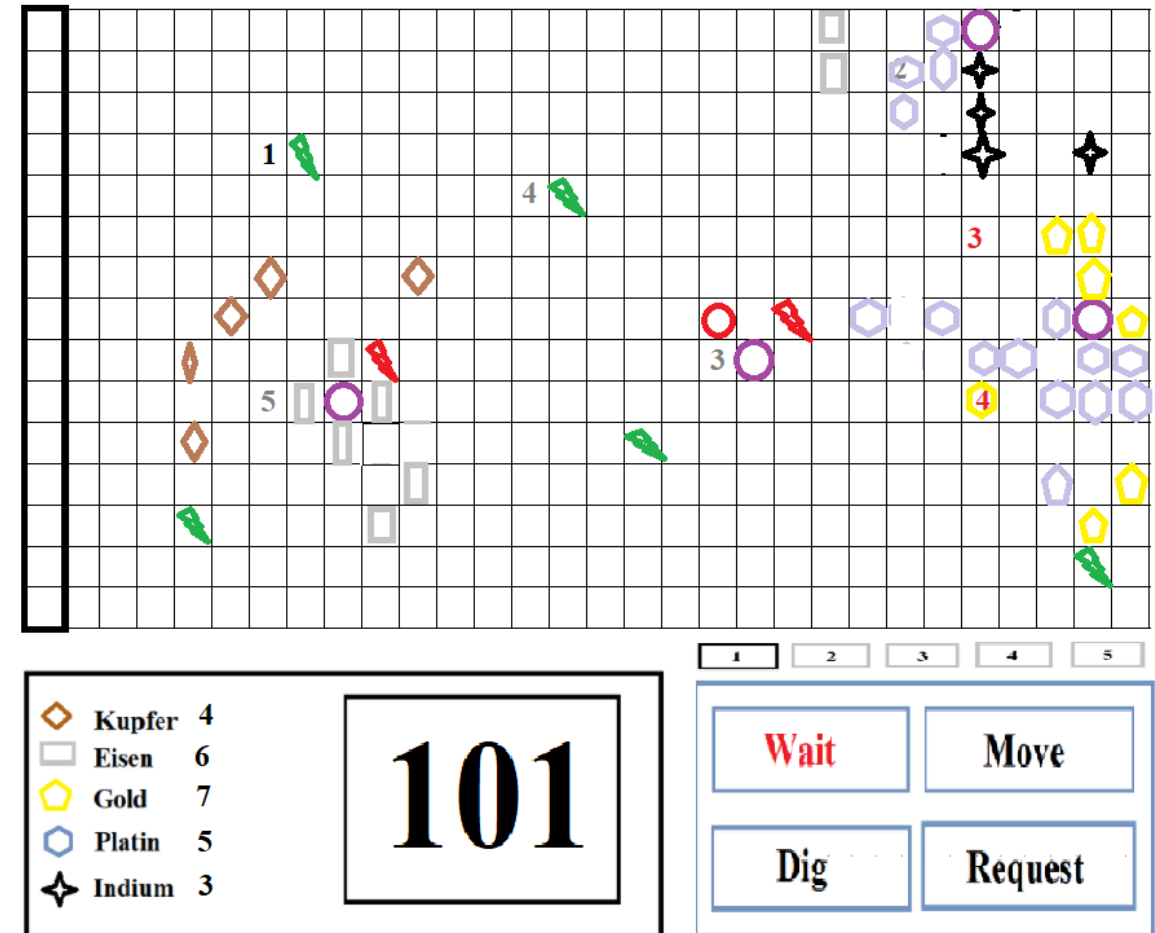 2
1
4
3
3
5
4
1 2 3 4 5
Kupfer 4
Eisen 6
Gold 7
Platin 5
Indium 3
101
Wait
Move
Dig
Request